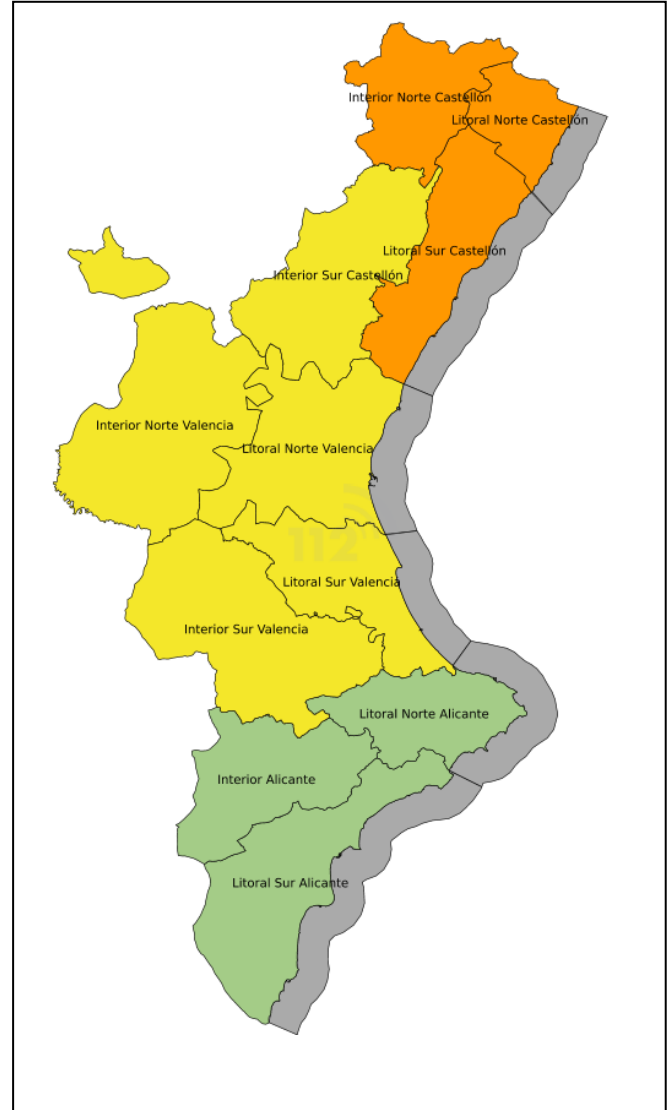 Interior Norte Castellón
Litoral Norte Castellón
Litoral Sur Castellón
Interior Sur Castellón
Interior Norte Valencia
Litoral Norte Valencia
112
Litoral Sur Valencia
Interior Sur Valencia
Litoral Norte Alicante
Interior Alicante
Litoral Sur Alicante